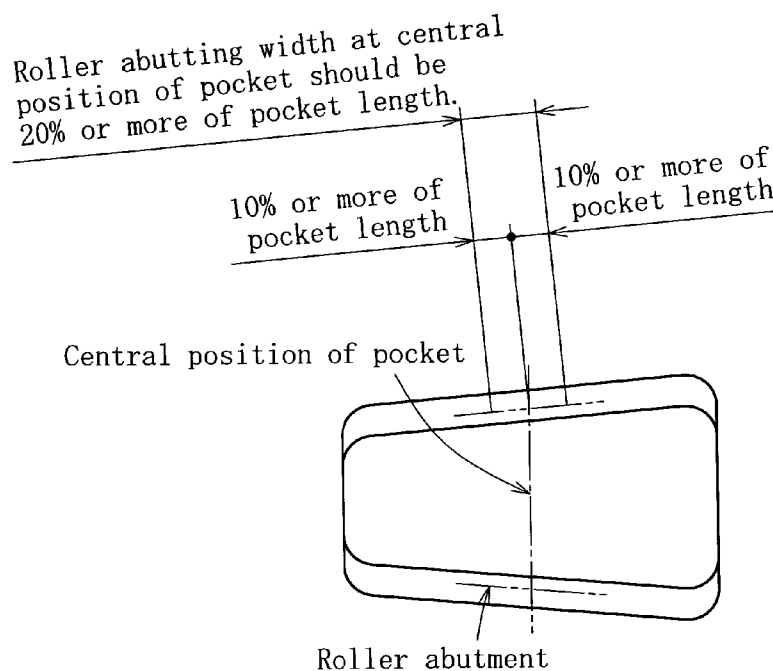 Roller abutting width at central
position of pocket should be
20% or more of pocket length.
10% or more of
pocket length
10% or more of
pocket length
Central position of pocket
Roller abutment